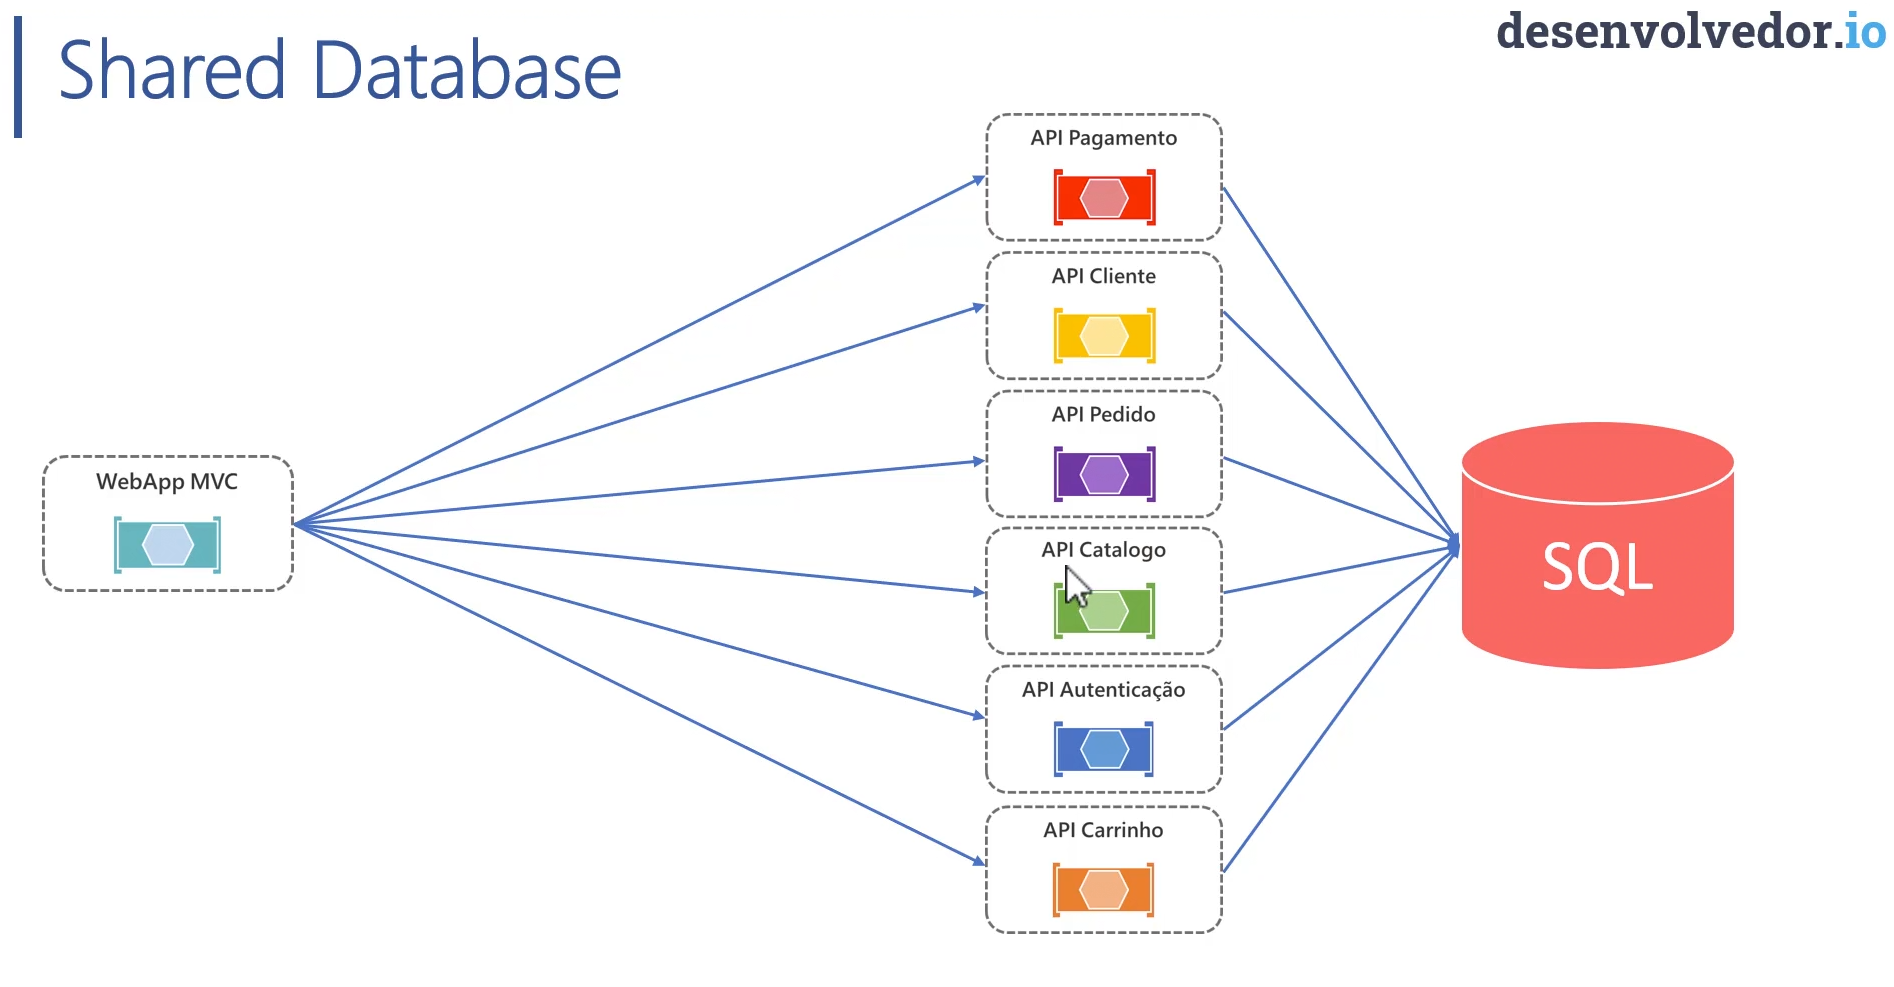 Shared Database
desenvolvedor.io
API Pagamento
API Cliente
API Pedido
WebApp MVC
API Catalogo
SQL
API Autenticação
API Carrinho